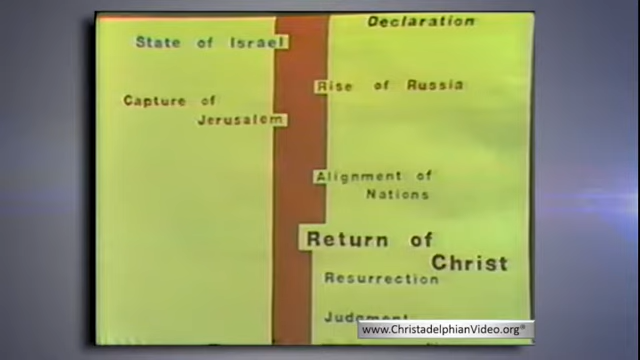 Declaration
State of Israel
Rise of Russia
Capture of
Jerusalem
Alignment of
Nations
Return of
Christ
Resurrection
Judgment
www.ChristadelphianVideo.org®